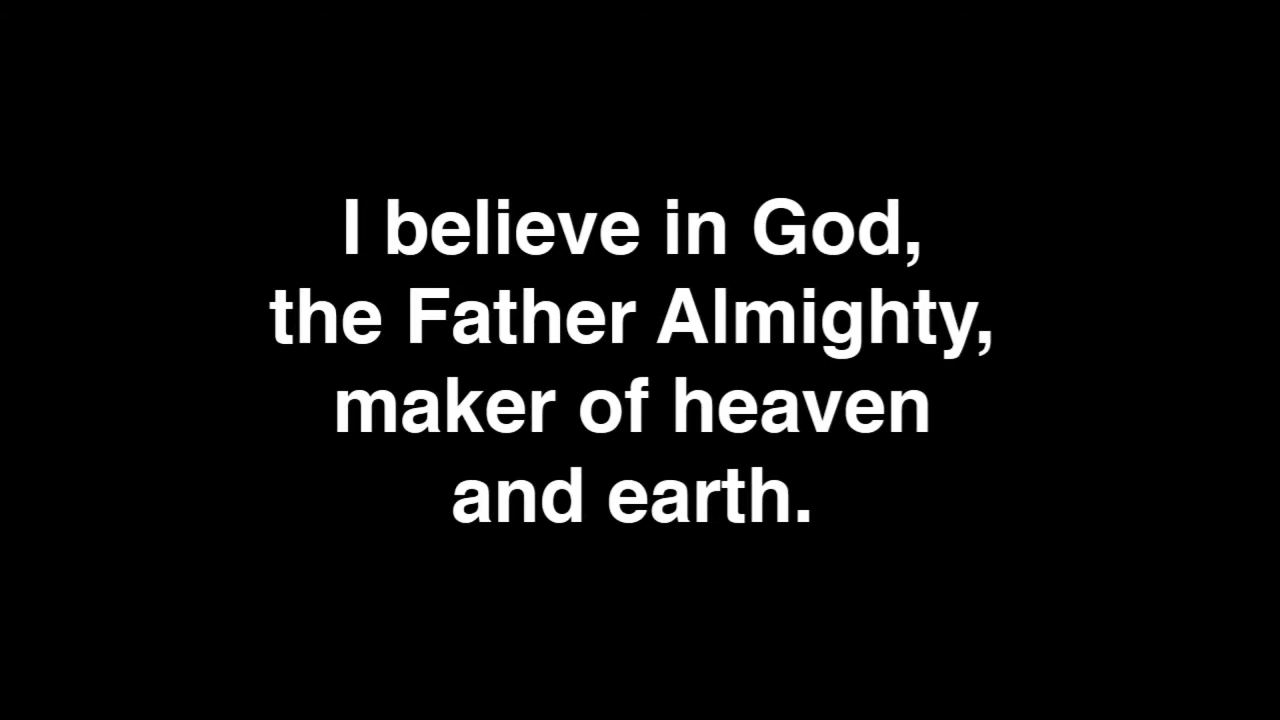 I believe in God,
the Father Almighty,
maker of heaven
and earth.